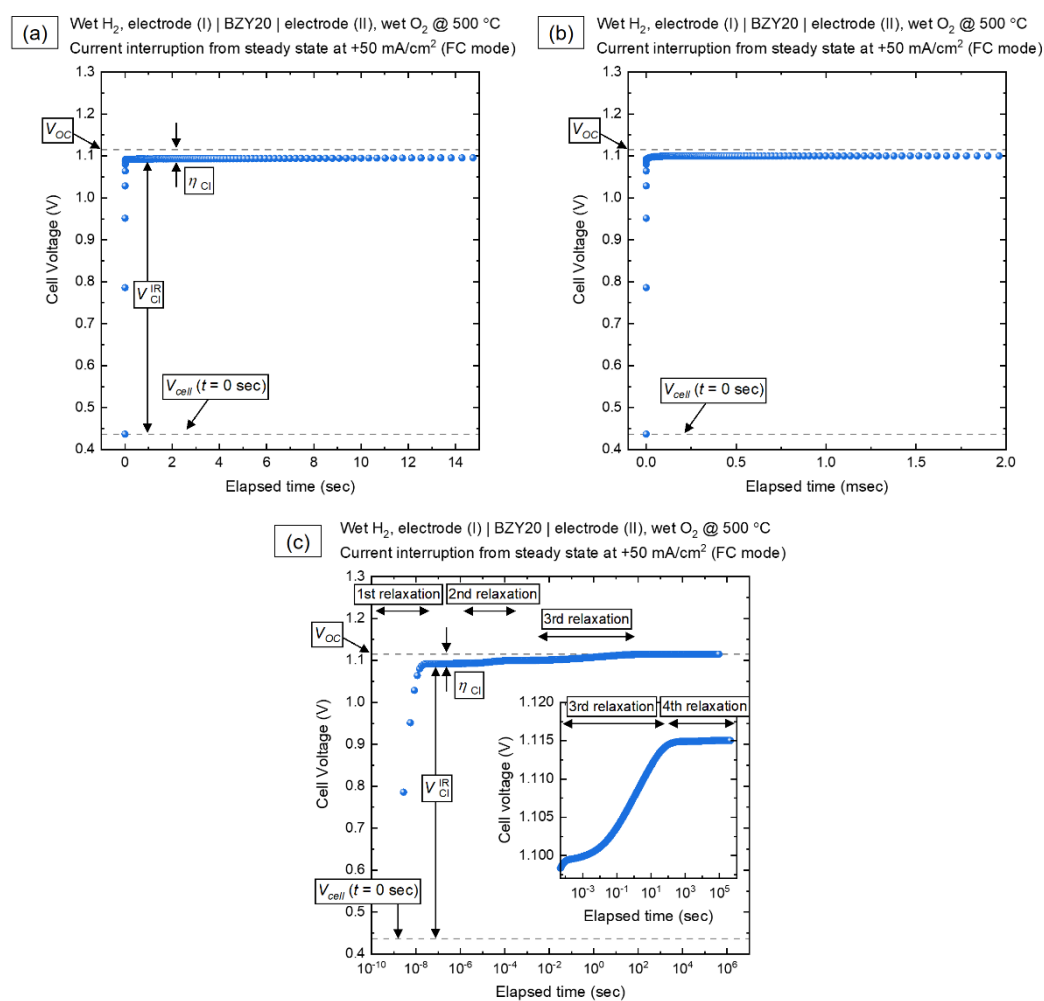 (a)
Wet H₂, electrode (I) | BZY20 | electrode (II), wet O₂ @ 500 °C
Current interruption from steady state at +50 mA/cm² (FC mode)
1.3
1.2
1.1
1.0
0.9
0.8
0.7
0.6
0.5
0.4
Cell Voltage (V)
V_OC
η_CI
V_CI^IR
V_cell (t = 0 sec)
0 2 4 6 8 10 12 14
Elapsed time (sec)
(b)
Wet H₂, electrode (I) | BZY20 | electrode (II), wet O₂ @ 500 °C
Current interruption from steady state at +50 mA/cm² (FC mode)
1.3
1.2
1.1
1.0
0.9
0.8
0.7
0.6
0.5
0.4
Cell Voltage (V)
V_OC
V_cell (t = 0 sec)
0.0 0.5 1.0 1.5 2.0
Elapsed time (msec)
(c)
Wet H₂, electrode (I) | BZY20 | electrode (II), wet O₂ @ 500 °C
Current interruption from steady state at +50 mA/cm² (FC mode)
1.3
1.2
1.1
1.0
0.9
0.8
0.7
0.6
0.5
0.4
Cell Voltage (V)
1st relaxation
2nd relaxation
3rd relaxation
V_OC
η_CI
V_CI^IR
V_cell (t = 0 sec)
3rd relaxation
4th relaxation
1.120
1.115
1.110
1.105
1.100
Cell voltage (V)
10⁻³ 10⁻¹ 10¹ 10³ 10⁵
Elapsed time (sec)
10⁻¹⁰ 10⁻⁸ 10⁻⁶ 10⁻⁴ 10⁻² 10⁰ 10² 10⁴ 10⁶
Elapsed time (sec)